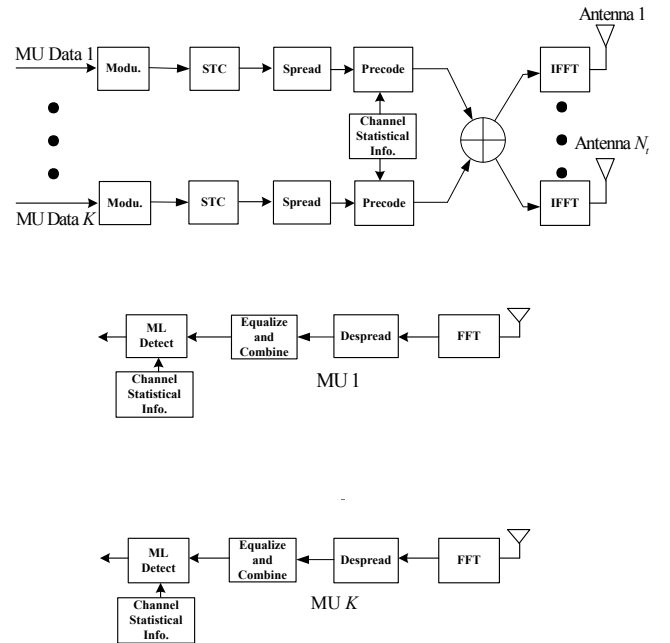 Antenna 1
MU Data 1
Modu.
STC
Spread
Precode
IFFT
Channel
Statistical
Info.
Antenna Nt
MU Data K
Modu.
STC
Spread
Precode
IFFT
ML
Detect
Equalize
and
Combine
Despread
FFT
Channel
Statistical
Info.
MU 1
ML
Detect
Equalize
and
Combine
Despread
FFT
Channel
Statistical
Info.
MU K